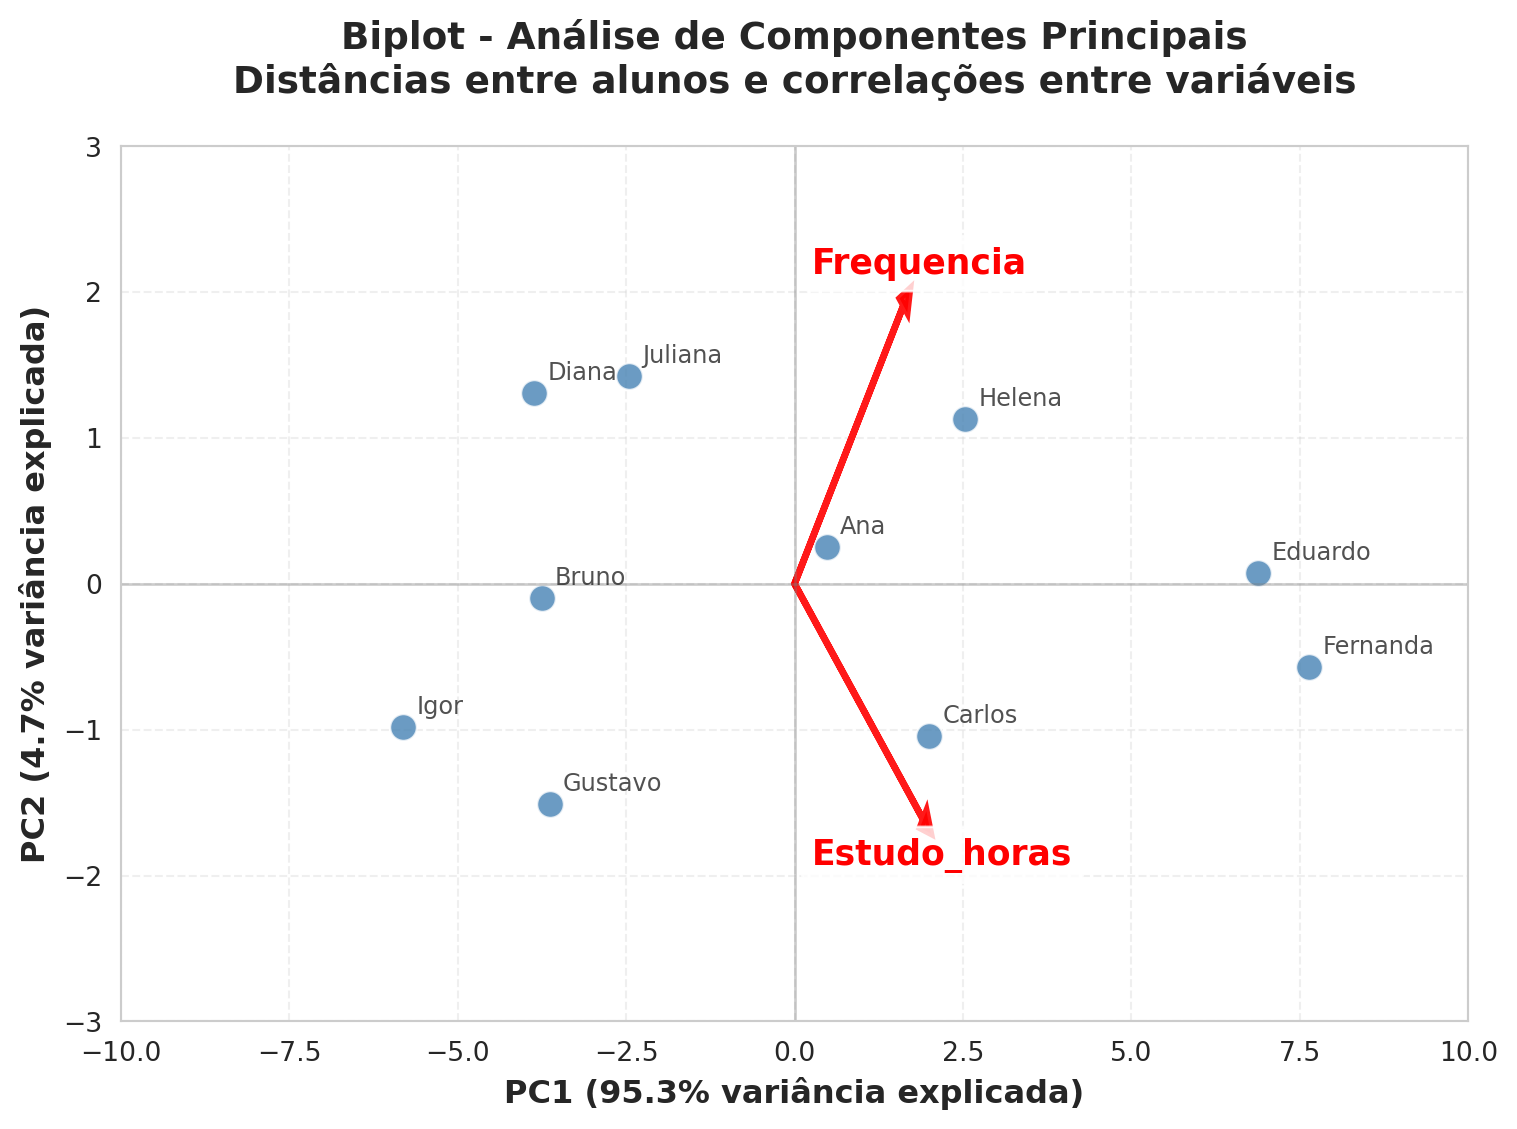 Biplot - Análise de Componentes Principais
Distâncias entre alunos e correlações entre variáveis
3
2
1
0
−1
−2
−3
PC2 (4.7% variância explicada)
Frequencia
Juliana
Diana
Helena
Ana
Eduardo
Bruno
Fernanda
Igor
Carlos
Gustavo
Estudo_horas
−10.0 −7.5 −5.0 −2.5 0.0 2.5 5.0 7.5 10.0
PC1 (95.3% variância explicada)